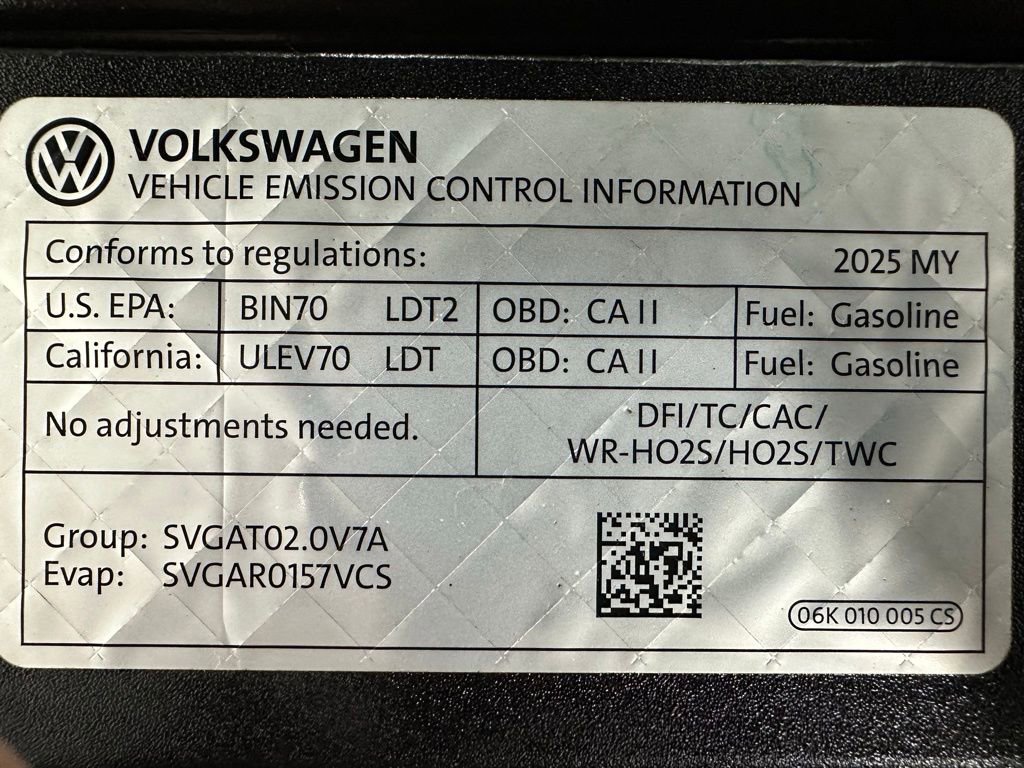 VOLKSWAGEN
VEHICLE EMISSION CONTROL INFORMATION
Conforms to regulations: 2025 MY
U.S. EPA: BIN70 LDT2 OBD: CA II Fuel: Gasoline
California: ULEV70 LDT OBD: CA II Fuel: Gasoline
No adjustments needed.
DFI/TC/CAC/
WR-HO2S/HO2S/TWC
Group: SVGAT02.0V7A
Evap: SVGAR0157VCS
06K 010 005 CS